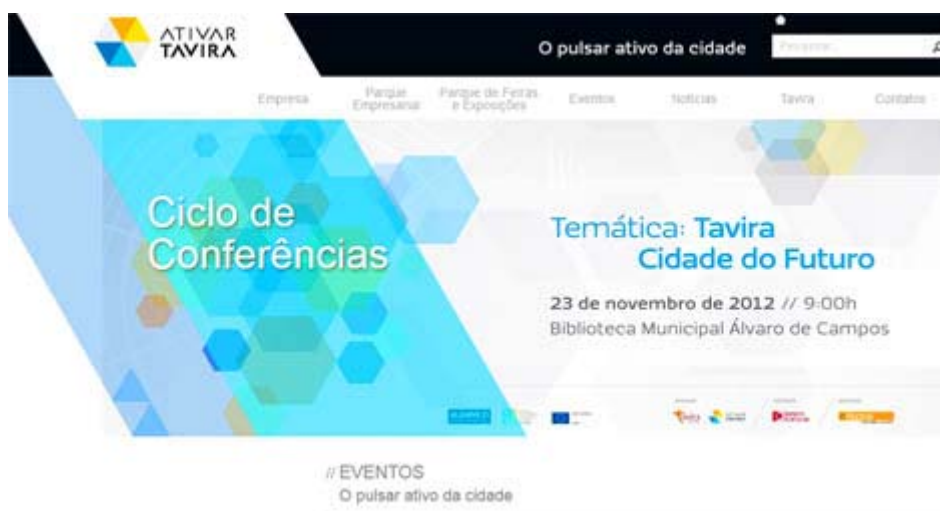 ATIVAR
TAVIRA
O pulsar ativo da cidade
Pesquisar...
Empresa
Parque
Empresarial
Parque de Feiras
e Exposições
Eventos
Notícias
Tavira
Contatos
Ciclo de
Conferências
Temática: Tavira
Cidade do Futuro
23 de novembro de 2012 // 9:00h
Biblioteca Municipal Álvaro de Campos
// EVENTOS
O pulsar ativo da cidade